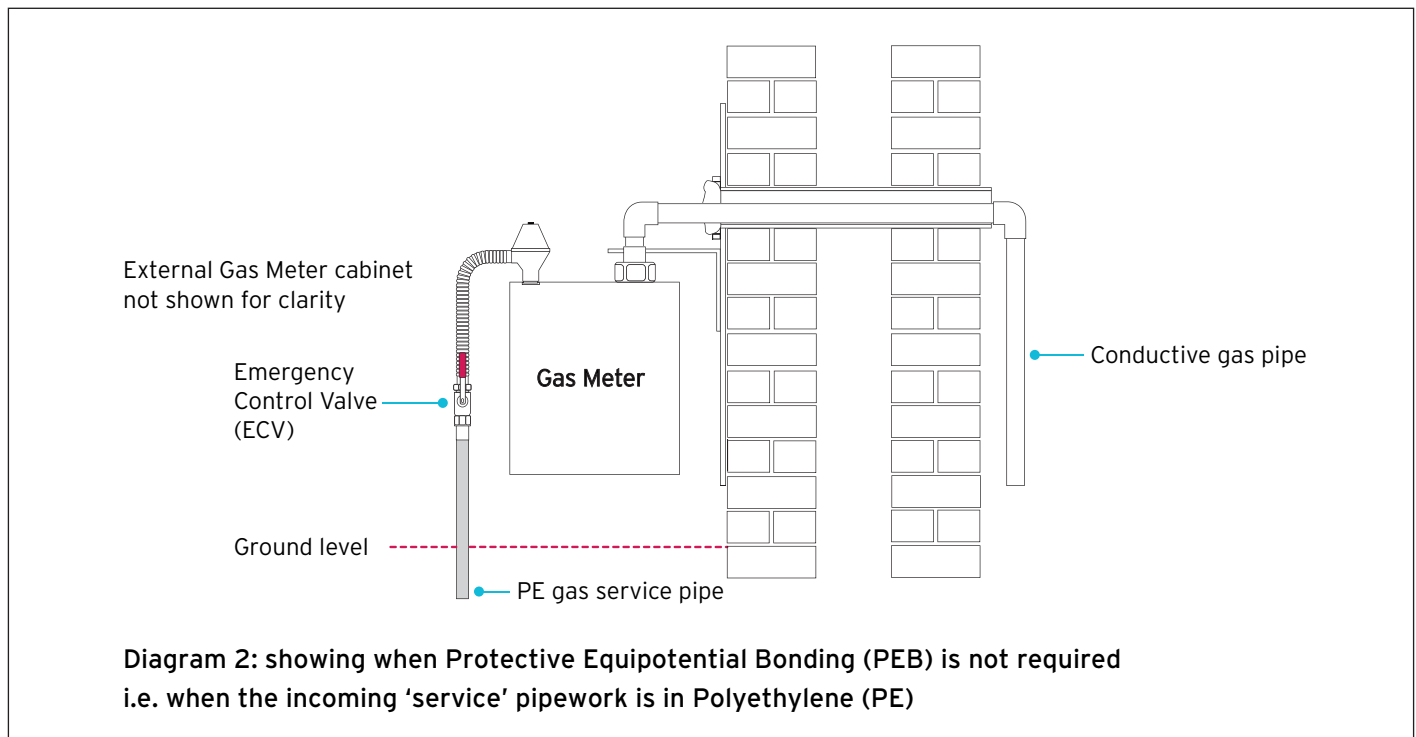 External Gas Meter cabinet
not shown for clarity
Gas Meter
Conductive gas pipe
Emergency
Control Valve
(ECV)
Ground level
PE gas service pipe
Diagram 2: showing when Protective Equipotential Bonding (PEB) is not required
i.e. when the incoming ‘service’ pipework is in Polyethylene (PE)